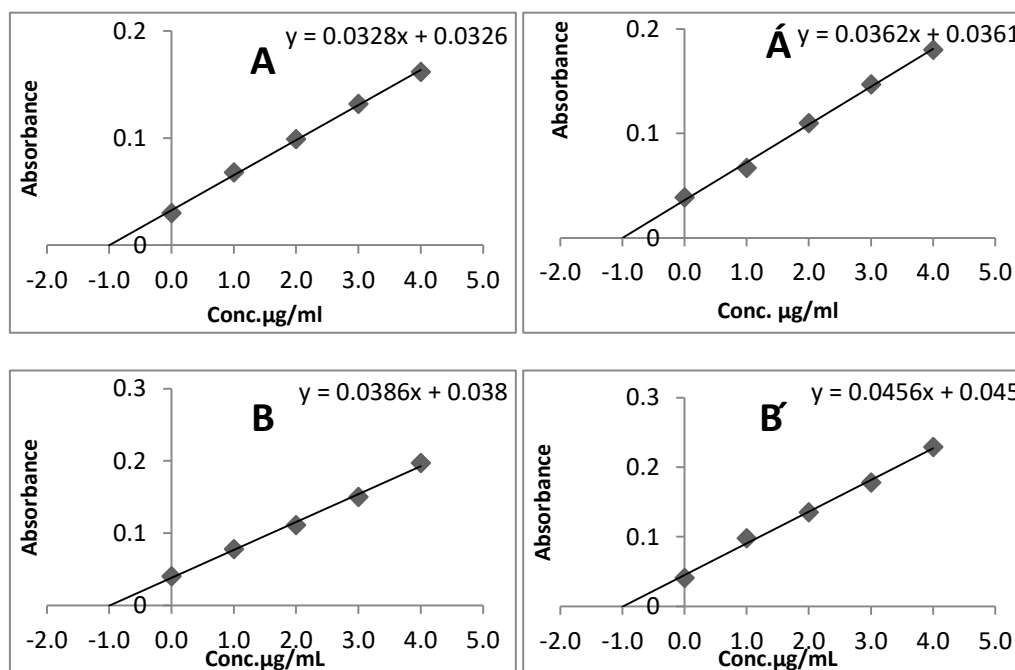 y = 0.0328x + 0.0326
A
Absorbance
0.2
0.1
0
-2.0 -1.0 0.0 1.0 2.0 3.0 4.0 5.0
Conc.µg/ml
y = 0.0362x + 0.0361
Á
Absorbance
0.2
0.1
0
-2.0 -1.0 0.0 1.0 2.0 3.0 4.0 5.0
Conc. µg/ml
y = 0.0386x + 0.038
B
Absorbance
0.3
0.2
0.1
0
-2.0 -1.0 0.0 1.0 2.0 3.0 4.0 5.0
Conc.µg/mL
y = 0.0456x + 0.045
B́
Absorbance
0.3
0.2
0.1
0
-2.0 -1.0 0.0 1.0 2.0 3.0 4.0 5.0
Conc.µg/mL